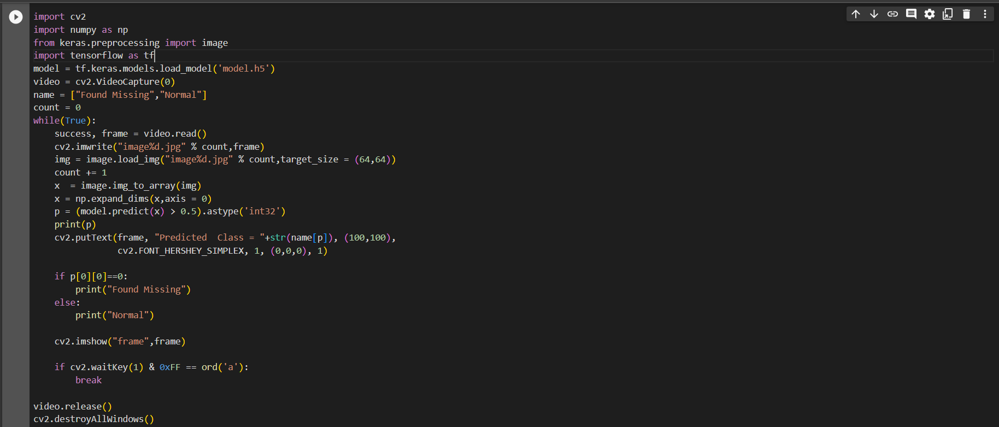 import cv2
import numpy as np
from keras.preprocessing import image
import tensorflow as tf
model = tf.keras.models.load_model('model.h5')
video = cv2.VideoCapture(0)
name = ["Found Missing","Normal"]
count = 0
while(True):
    success, frame = video.read()
    cv2.imwrite("image%d.jpg" % count,frame)
    img = image.load_img("image%d.jpg" % count,target_size = (64,64))
    count += 1
    x  = image.img_to_array(img)
    x = np.expand_dims(x,axis = 0)
    p = (model.predict(x) > 0.5).astype('int32')
    print(p)
    cv2.putText(frame, "Predicted  Class = "+str(name[p]), (100,100),
                cv2.FONT_HERSHEY_SIMPLEX, 1, (0,0,0), 1)
    if p[0][0]==0:
        print("Found Missing")
    else:
        print("Normal")
    cv2.imshow("frame",frame)
    if cv2.waitKey(1) & 0xFF == ord('a'):
        break
video.release()
cv2.destroyAllWindows()